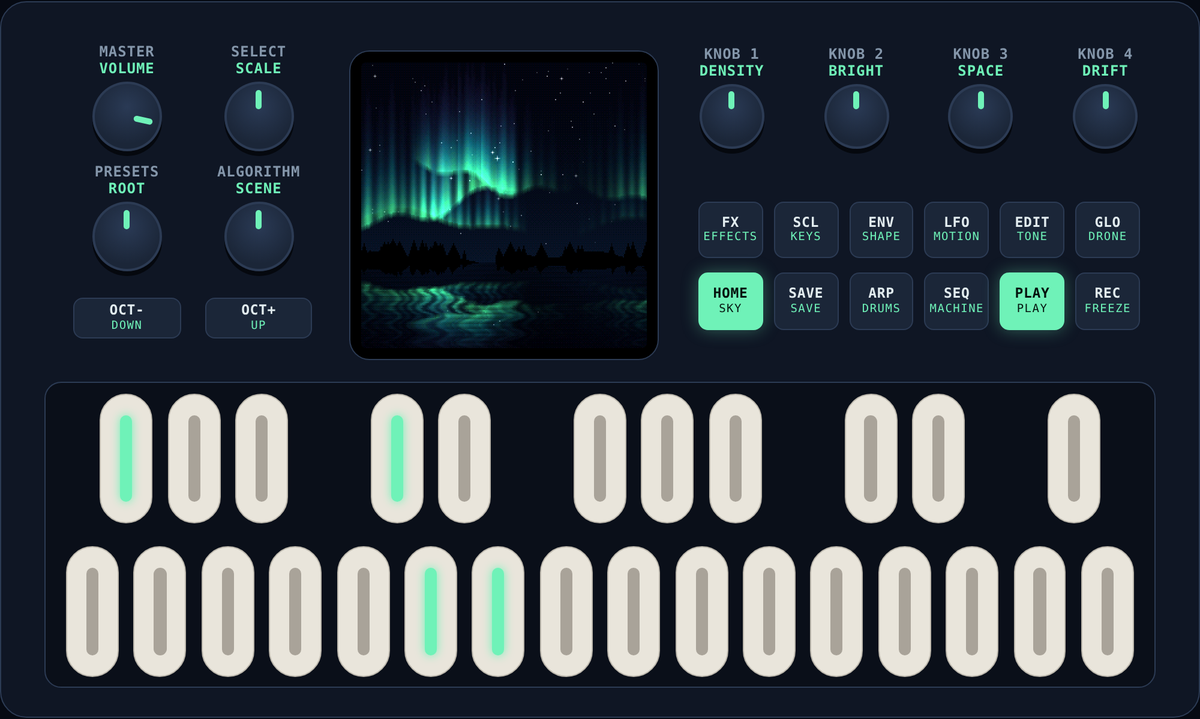 MASTER
VOLUME
SELECT
SCALE
KNOB 1
DENSITY
KNOB 2
BRIGHT
KNOB 3
SPACE
KNOB 4
DRIFT
PRESETS
ROOT
ALGORITHM
SCENE
FX
EFFECTS
SCL
KEYS
ENV
SHAPE
LFO
MOTION
EDIT
TONE
GLO
DRONE
OCT-
DOWN
OCT+
UP
HOME
SKY
SAVE
SAVE
ARP
DRUMS
SEQ
MACHINE
PLAY
PLAY
REC
FREEZE